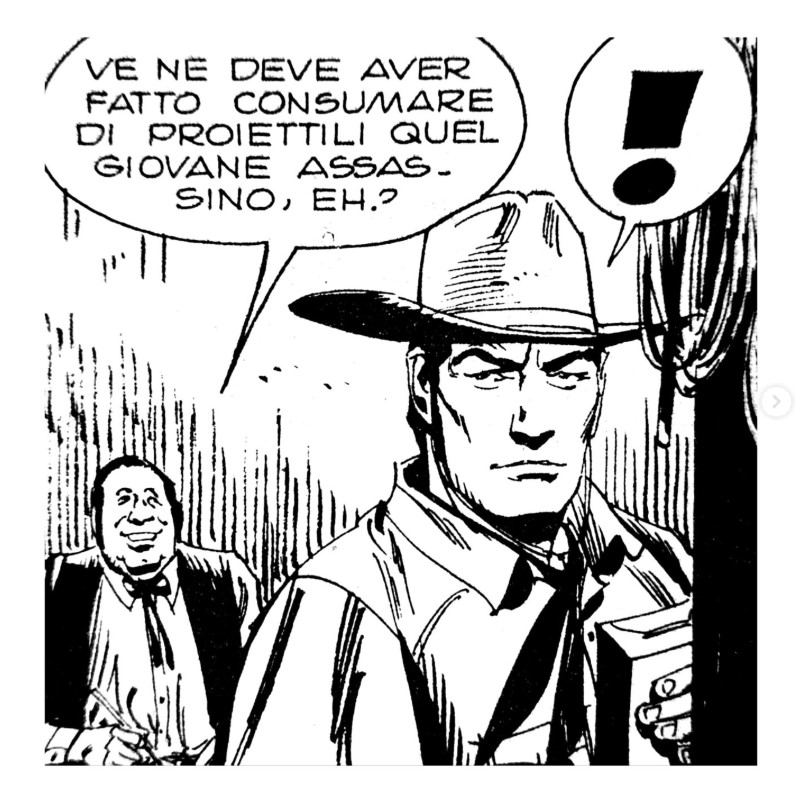 VE NE DEVE AVER
FATTO CONSUMARE
DI PROIETTILI QUEL
GIOVANE ASSAS-
SINO, EH.?
!